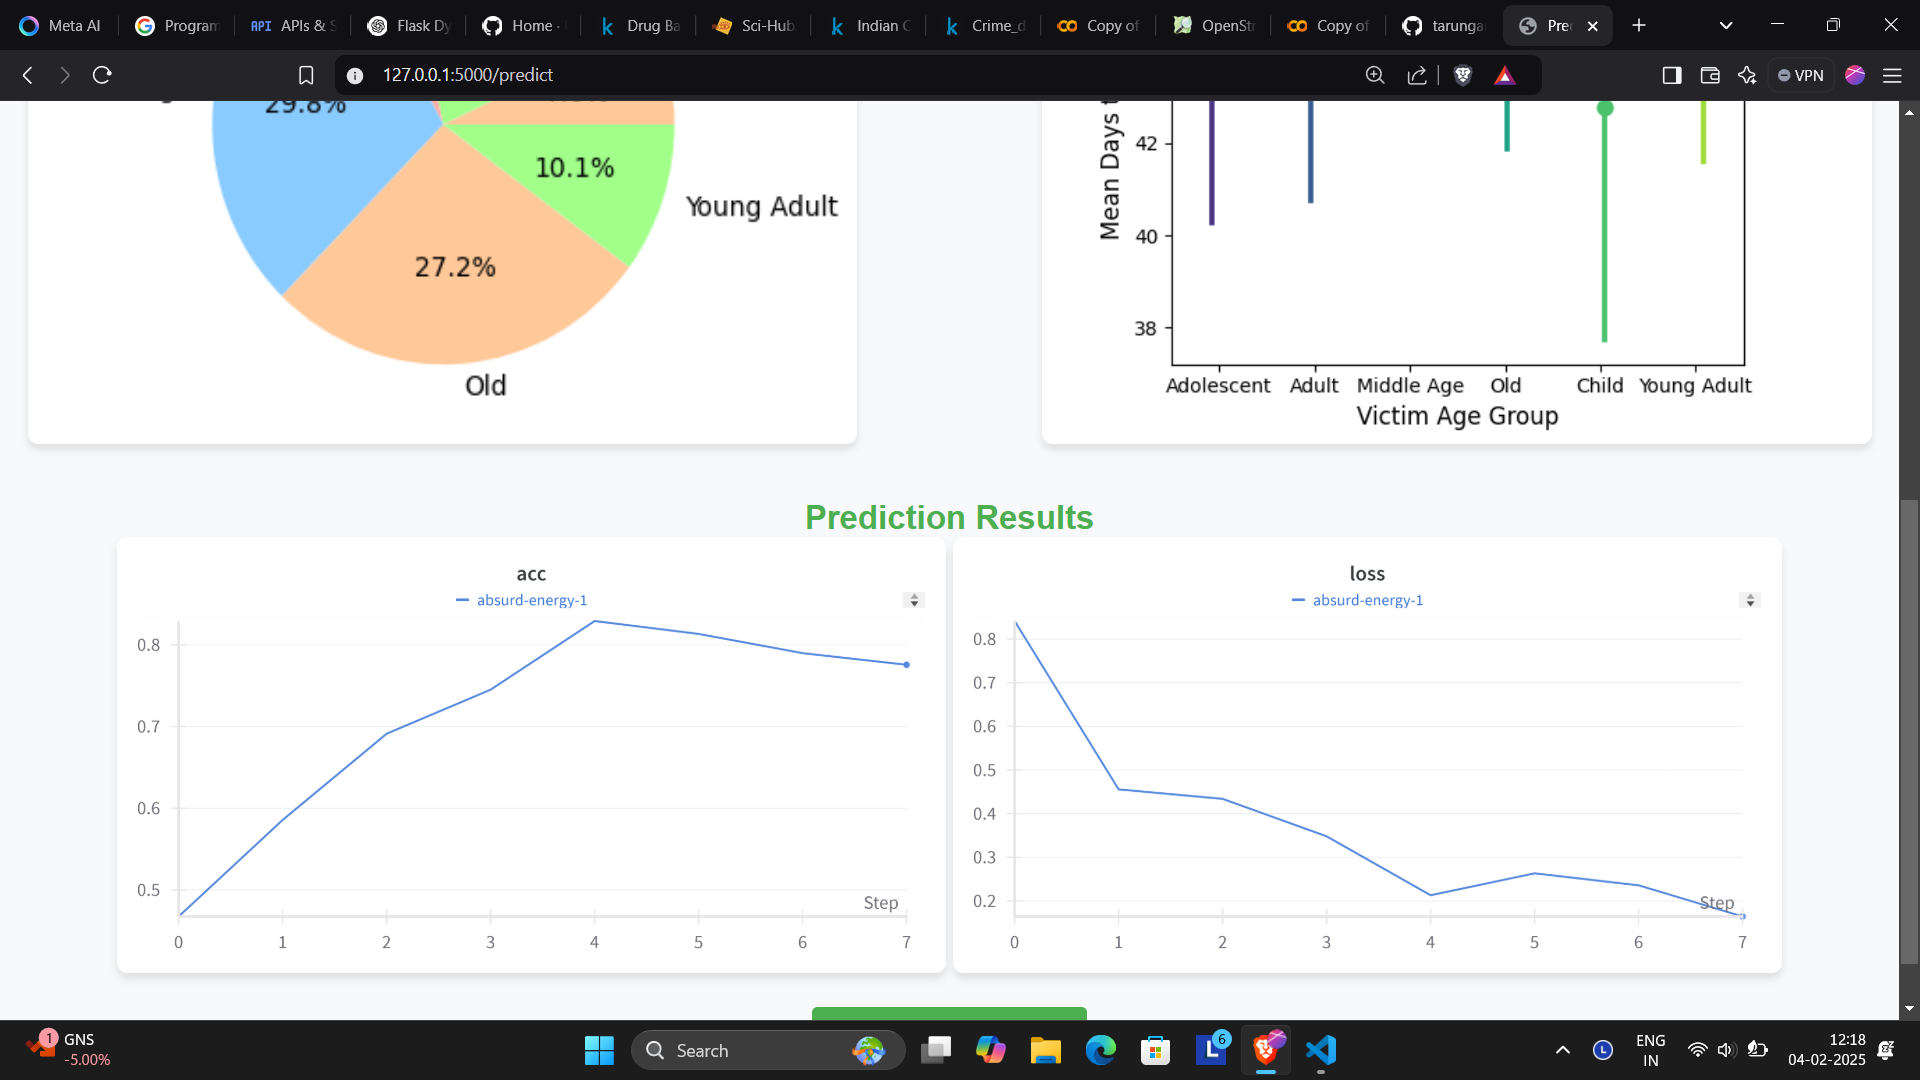 Meta AI
Program
APIs & S
Flask Dy
Home -
Drug Ba
Sci-Hub
Indian C
Crime_d
Copy of
OpenStr
Copy of
tarunga
Pre
127.0.0.1:5000/predict
VPN
29.8%
10.1%
Young Adult
27.2%
Old
Mean Days
42
40
38
Adolescent Adult Middle Age Old Child Young Adult
Victim Age Group
Prediction Results
acc
absurd-energy-1
0.8
0.7
0.6
0.5
Step
0 1 2 3 4 5 6 7
loss
absurd-energy-1
0.8
0.7
0.6
0.5
0.4
0.3
0.2
Step
0 1 2 3 4 5 6 7
1
GNS
-5.00%
Search
L
6
L
ENG
IN
12:18
04-02-2025